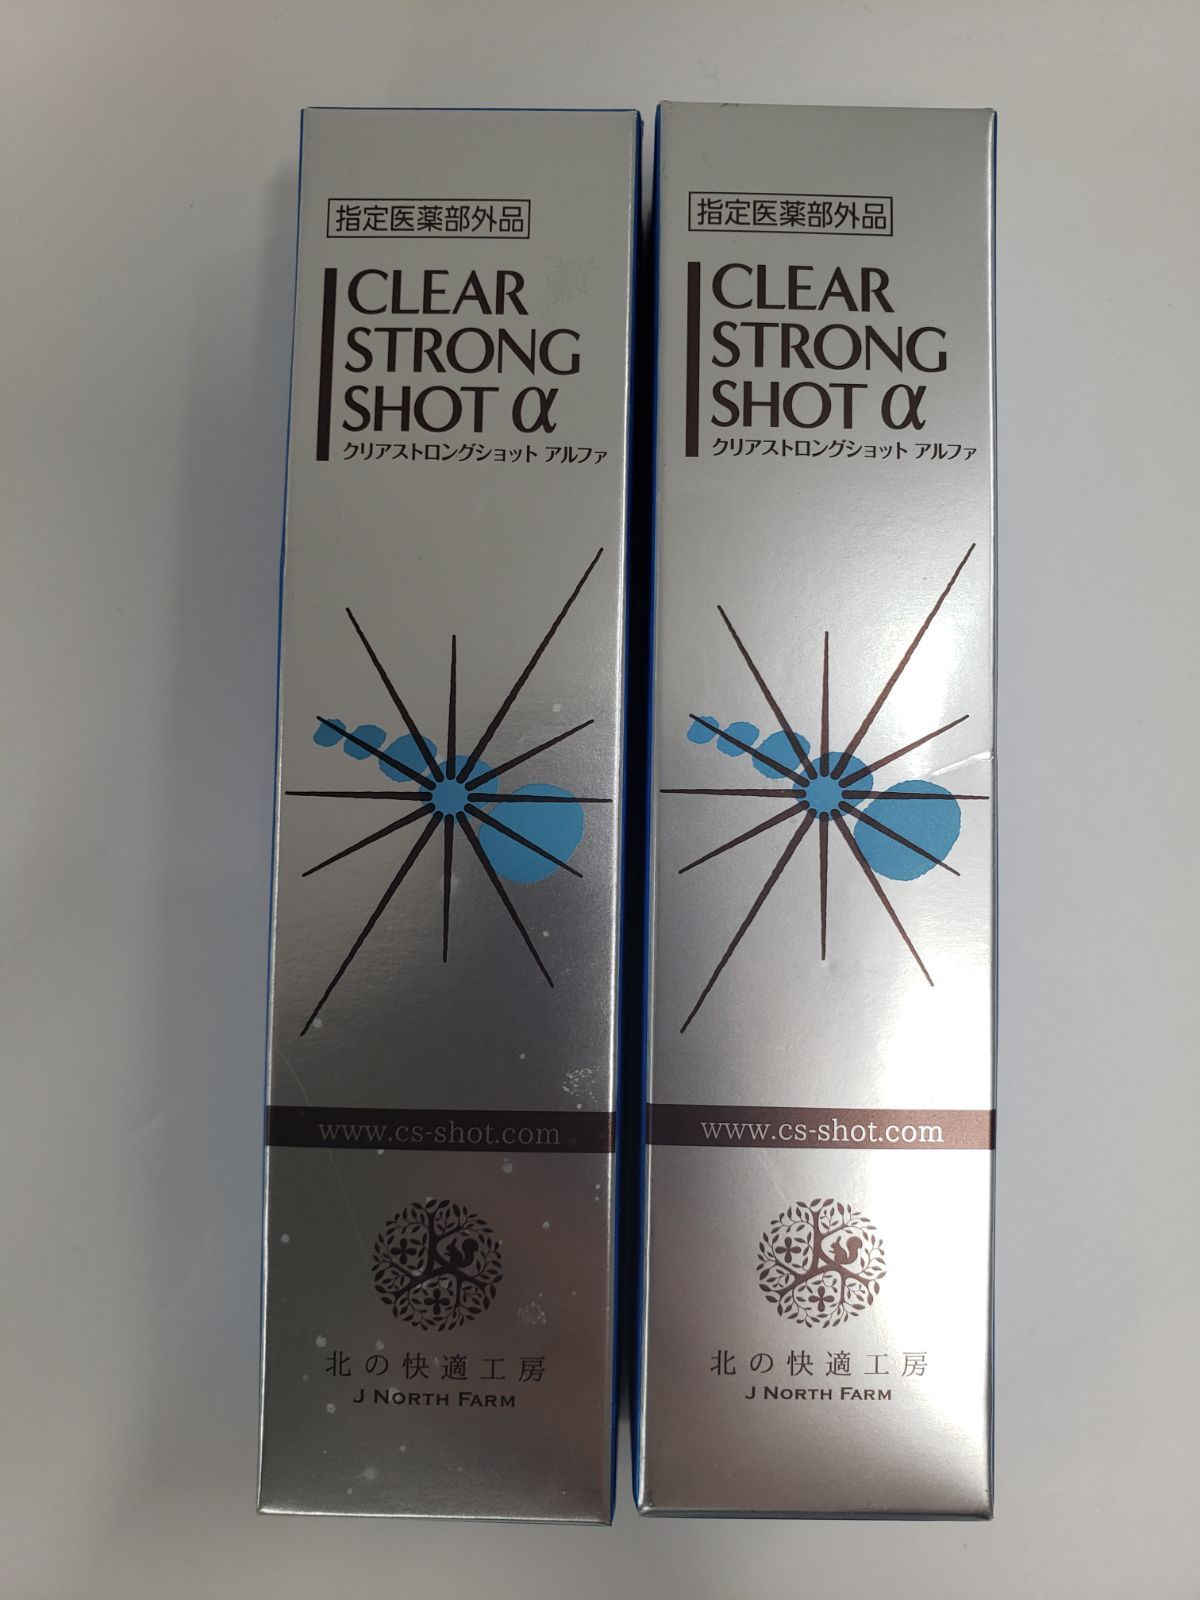 指定医薬部外品
CLEAR
STRONG
SHOT α
クリアストロングショット アルファ
www.cs-shot.com
北の快適工房
J NORTH FARM
指定医薬部外品
CLEAR
STRONG
SHOT α
クリアストロングショット アルファ
www.cs-shot.com
北の快適工房
J NORTH FARM